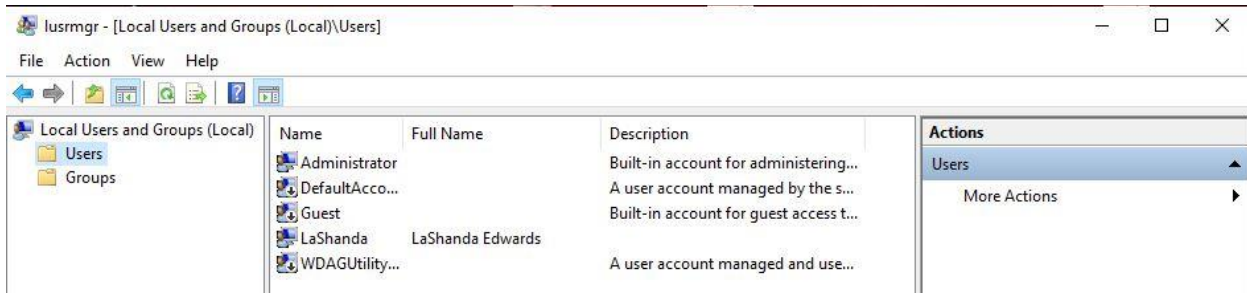 lusrmgr - [Local Users and Groups (Local)\Users]
File Action View Help
Local Users and Groups (Local)
Users
Groups
Name Full Name Description
Administrator Built-in account for administering...
DefaultAcco... A user account managed by the s...
Guest Built-in account for guest access t...
LaShanda LaShanda Edwards
WDAGUtility... A user account managed and use...
Actions
Users
More Actions